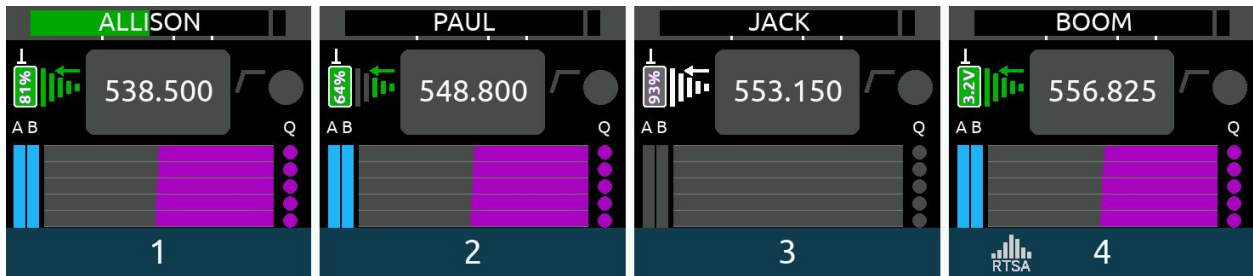 ALLISON
81%
538.500
A B
Q
1
PAUL
64%
548.800
A B
Q
2
JACK
93%
553.150
A B
Q
3
BOOM
3.2V
556.825
A B
Q
RTSA
4